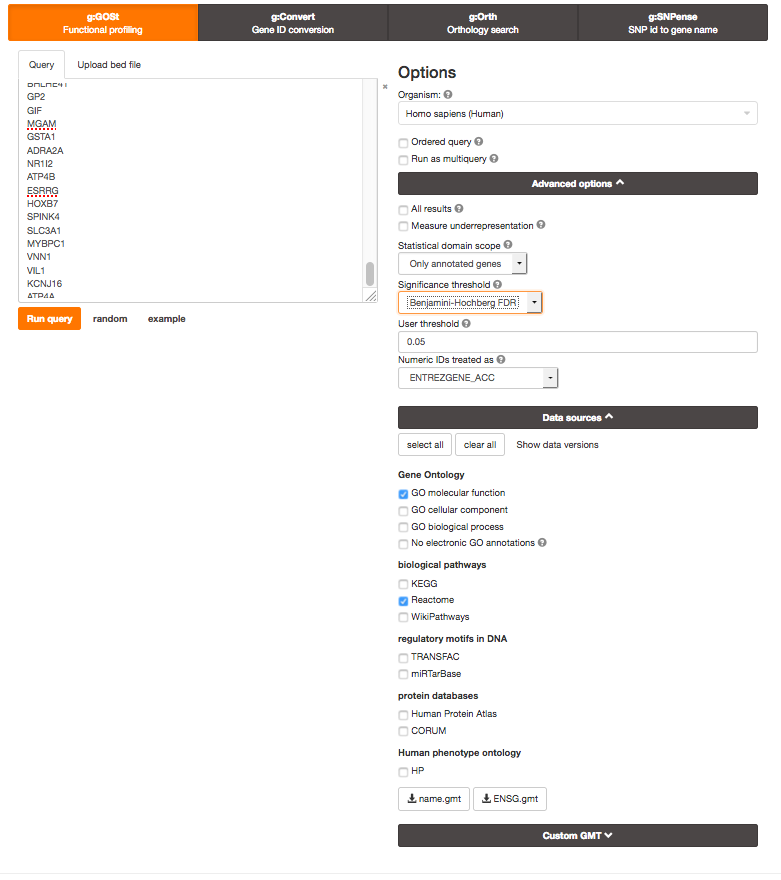 g:GOSt
Functional profiling
g:Convert
Gene ID conversion
g:Orth
Orthology search
g:SNPense
SNP id to gene name
Query
Upload bed file
BHLHE41
GP2
GIF
MGAM
GSTA1
ADRA2A
NR1I2
ATP4B
ESRRG
HOXB7
SPINK4
SLC3A1
MYBPC1
VNN1
VIL1
KCNJ16
ATP4A
Run query
random
example
Options
Organism: ?
Homo sapiens (Human)
Ordered query ?
Run as multiquery ?
Advanced options
All results ?
Measure underrepresentation ?
Statistical domain scope ?
Only annotated genes
Significance threshold ?
Benjamini-Hochberg FDR
User threshold ?
0.05
Numeric IDs treated as ?
ENTREZGENE_ACC
Data sources
select all
clear all
Show data versions
Gene Ontology
GO molecular function
GO cellular component
GO biological process
No electronic GO annotations ?
biological pathways
KEGG
Reactome
WikiPathways
regulatory motifs in DNA
TRANSFAC
miRTarBase
protein databases
Human Protein Atlas
CORUM
Human phenotype ontology
HP
name.gmt
ENSG.gmt
Custom GMT